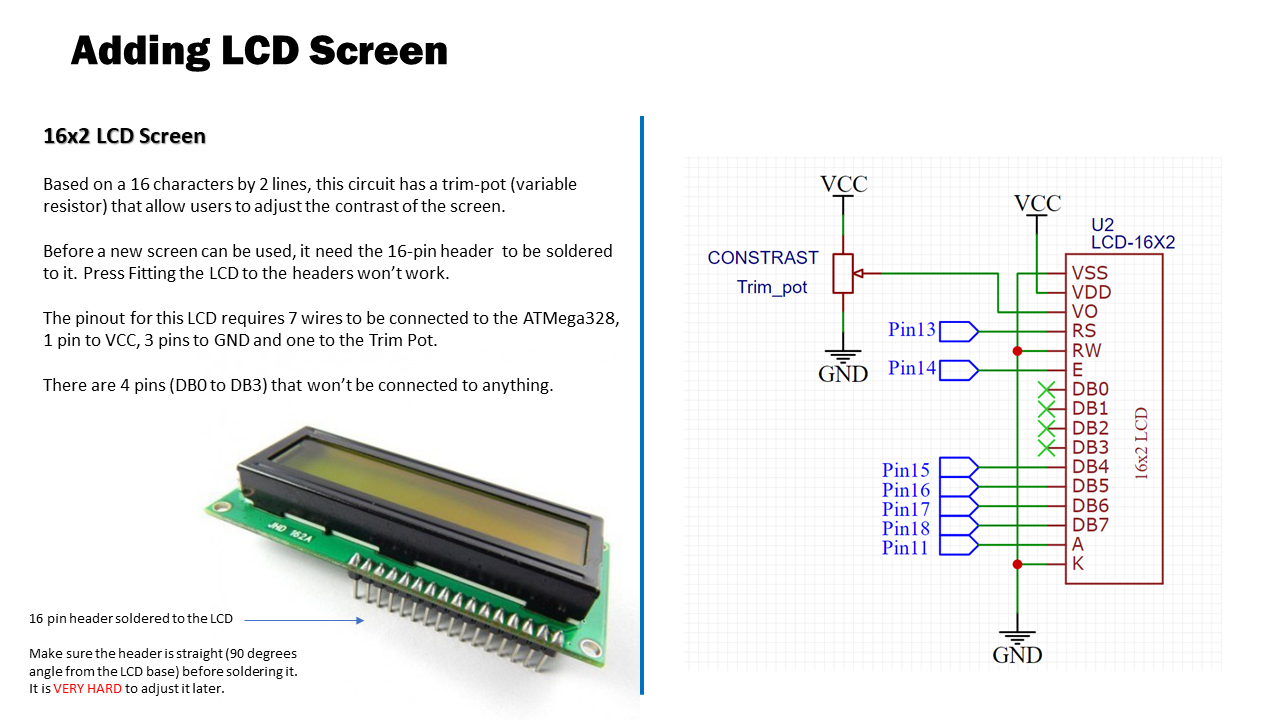 Adding LCD Screen
16x2 LCD Screen
Based on a 16 characters by 2 lines, this circuit has a trim-pot (variable
resistor) that allow users to adjust the contrast of the screen.
Before a new screen can be used, it need the 16-pin header to be soldered
to it. Press Fitting the LCD to the headers won't work.
The pinout for this LCD requires 7 wires to be connected to the ATMega328,
1 pin to VCC, 3 pins to GND and one to the Trim Pot.
There are 4 pins (DB0 to DB3) that won't be connected to anything.
JHD 162A
16 pin header soldered to the LCD
Make sure the header is straight (90 degrees
angle from the LCD base) before soldering it.
It is VERY HARD to adjust it later.
VCC
VCC
U2
LCD-16X2
CONSTRAST
Trim_pot
GND
Pin13
Pin14
Pin15
Pin16
Pin17
Pin18
Pin11
VSS
VDD
VO
RS
RW
E
DB0
DB1
DB2
DB3
DB4
DB5
DB6
DB7
A
K
16x2 LCD
GND